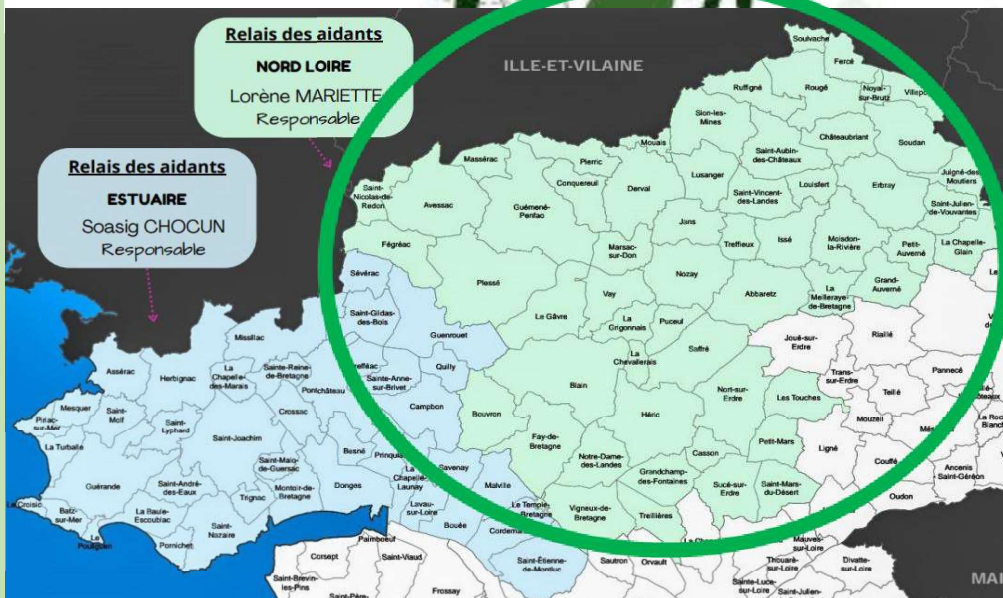 Relais des aidants
NORD LOIRE
Lorène MARIETTE
Responsable
Relais des aidants
ESTUAIRE
Soasig CHOCUN
Responsable
ILLE-ET-VILAINE
Soulvache
Fercé
Ruffigné
Rougé
Noyal-
sur-Brutz
Sion-les-
Mines
Mouais
Châteaubriant
Soudan
Saint-Aubin
des-Châteaux
Massérac
Pierric
Conquereuil
Derval
Lusanger
Louisfert
Erbray
Juigné-des
Moutiers
Saint-
Nicolas-de
Redon
Avessac
Guémené-
Penfao
Saint-Vincent
des-Landes
Saint-Julien
de-Vouvantes
Jans
Fégréac
Marsac-
sur-Don
Treffieux
Issé
Moisdon-
la-Rivière
Petit-
Auverné
La Chapelle-
Glain
Sévérac
Plessé
Nozay
Grand-
Auverné
Vay
Abbaretz
La
Meilleraye-
de-Bretagne
Saint-Gildas
des-Bois
Le Gâvre
La
Grigonnais
Puceul
Guenrouet
Joué-sur-
Erdre
Riaillé
Missillac
Saffré
La
Chevallerais
Quilly
Trans-
sur-Erdre
Pannecé
Assérac
Herbignac
La
Chapelle-
des-Marais
Sainte-Reine-
de-Bretagne
Pontchâteau
Sainte-Anne
sur-Brivet
Blain
Nort-sur-
Erdre
Teillé
Les Touches
Campbon
Mesquer
Piriac-
sur-Mer
Saint-
Molf
Saint-
Lyphard
Crossac
Bouvron
Héric
Mouzeil
La Turballe
Saint-Joachim
Besné
Prinquiau
Fay-de
Bretagne
Notre-Dame
des-Landes
Casson
Petit-Mars
Ligné
Couffé
Guérande
Saint-André
des-Eaux
Saint-Malo
de-Guersac
Montoir-de
Bretagne
Trignac
Donges
La
Chapelle-
Launay
Savenay
Malville
Grandchamp
des-Fontaines
Sucé-sur
Erdre
Saint-Mars
du-Désert
Ancenis
Saint-Géréon
Oudon
Le Croisic
Batz-
sur-Mer
La Baule-
Escoublac
Saint-
Nazaire
Lavau-
sur-Loire
Bouée
Le Temple-
Bretagne
Vigneux-de
Bretagne
Treillières
Pornichet
Le
Pouliguen
Paimboeuf
Corsept
Saint-Viaud
Saint-Étienne
de-Montluc
Sautron
Orvault
Mauves-
sur-Loire
Thouaré-
sur-Loire
Divatte-
sur-Loire
Saint-Brevin
les-Pins
Saint-Père-
Frossay
Sainte-Luce
sur-Loire
Saint-Julien-